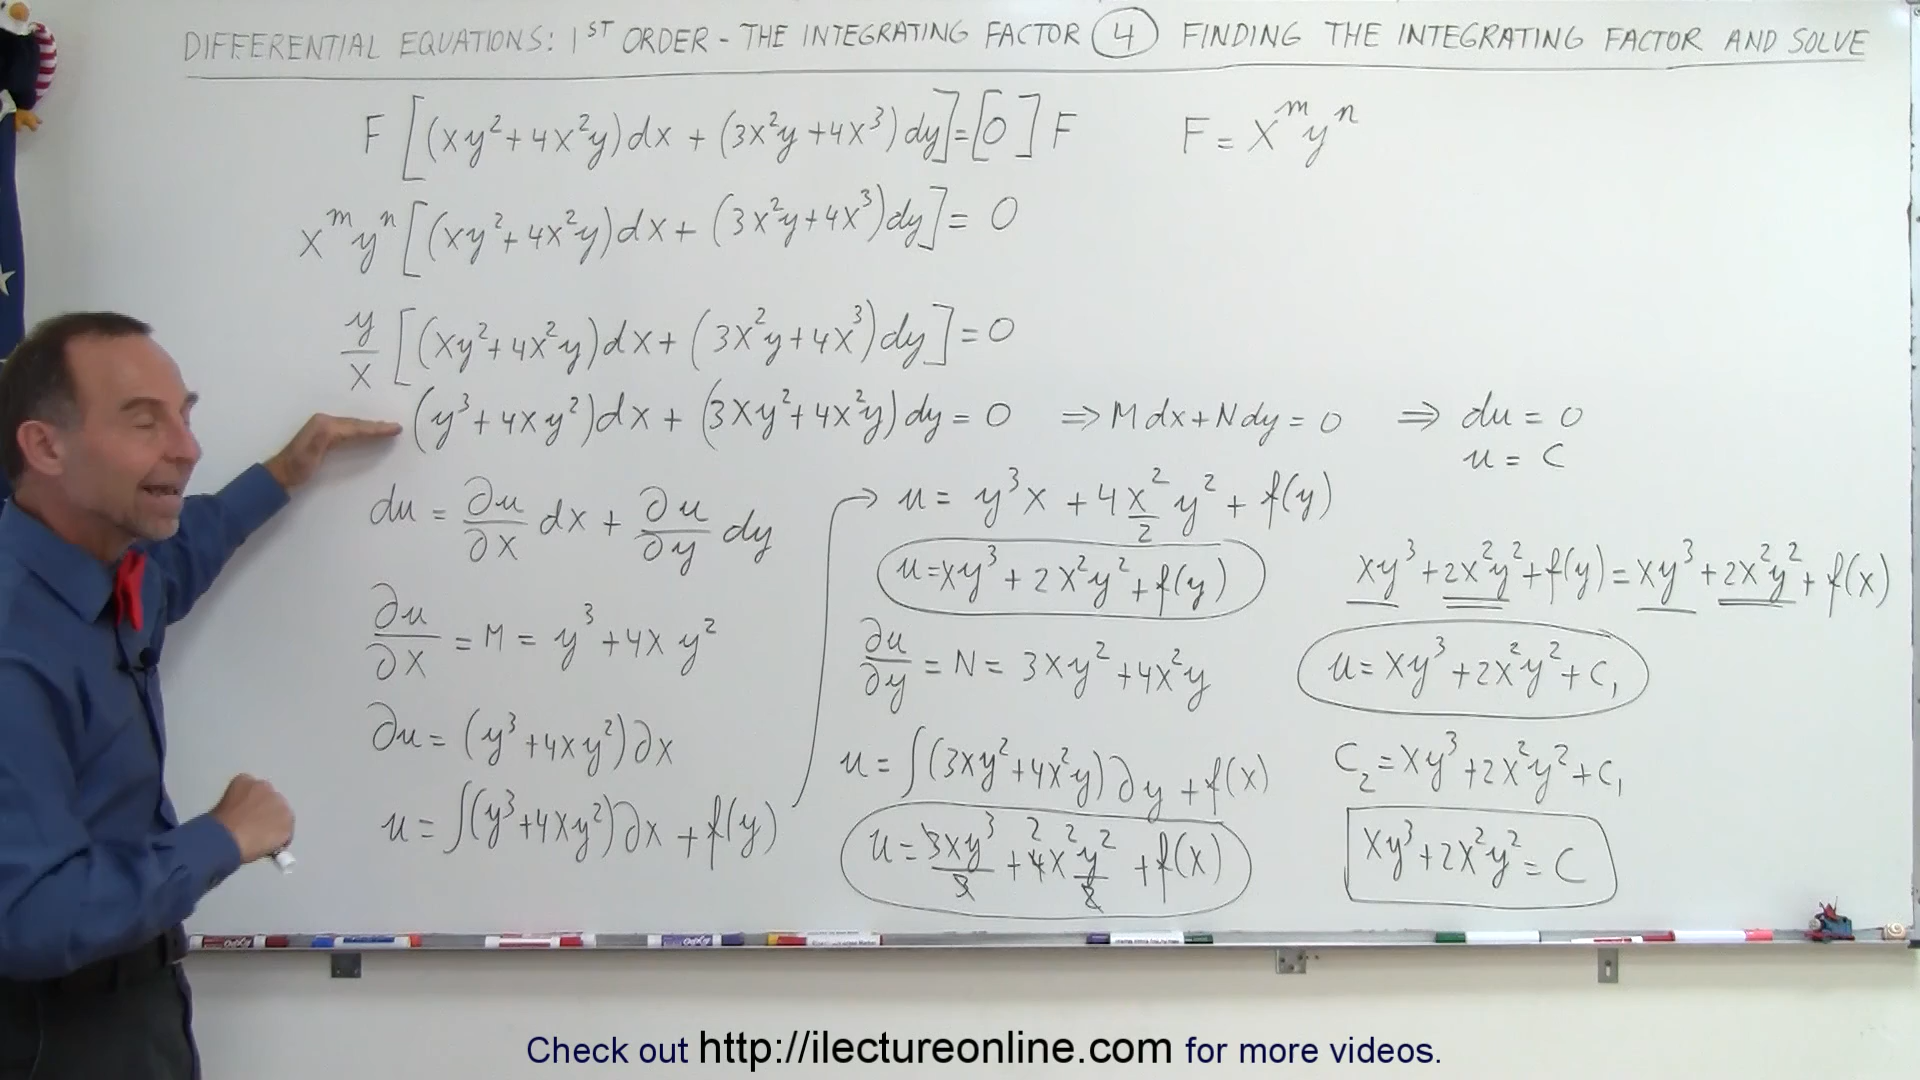 DIFFERENTIAL EQUATIONS: 1ST ORDER - THE INTEGRATING FACTOR (4) FINDING THE INTEGRATING FACTOR AND SOLVE
F [(xy² + 4x²y)dx + (3x²y + 4x³)dy] = [0] F
F = x^m y^n
x^m y^n [(xy² + 4x²y)dx + (3x²y + 4x³)dy] = 0
y/x [(xy² + 4x²y)dx + (3x²y + 4x³)dy] = 0
(y³ + 4xy²)dx + (3xy² + 4x²y)dy = 0 ⇒ Mdx + Ndy = 0 ⇒ du = 0
u = C
du = ∂u/∂x dx + ∂u/∂y dy
∂u/∂x = M = y³ + 4xy²
∂u = (y³ + 4xy²)∂x
u = ∫(y³ + 4xy²)∂x + f(y)
→ u = y³x + 4 x²/2 y² + f(y)
u = xy³ + 2x²y² + f(y)
∂u/∂y = N = 3xy² + 4x²y
u = ∫(3xy² + 4x²y)∂y + f(x)
u = 3xy³/3 + 4² x² y²/2 + f(x)
xy³ + 2x²y² + f(y) = xy³ + 2x²y² + f(x)
u = xy³ + 2x²y² + C₁
C₂ = xy³ + 2x²y² + C₁
xy³ + 2x²y² = C
Check out http://ilectureonline.com for more videos.